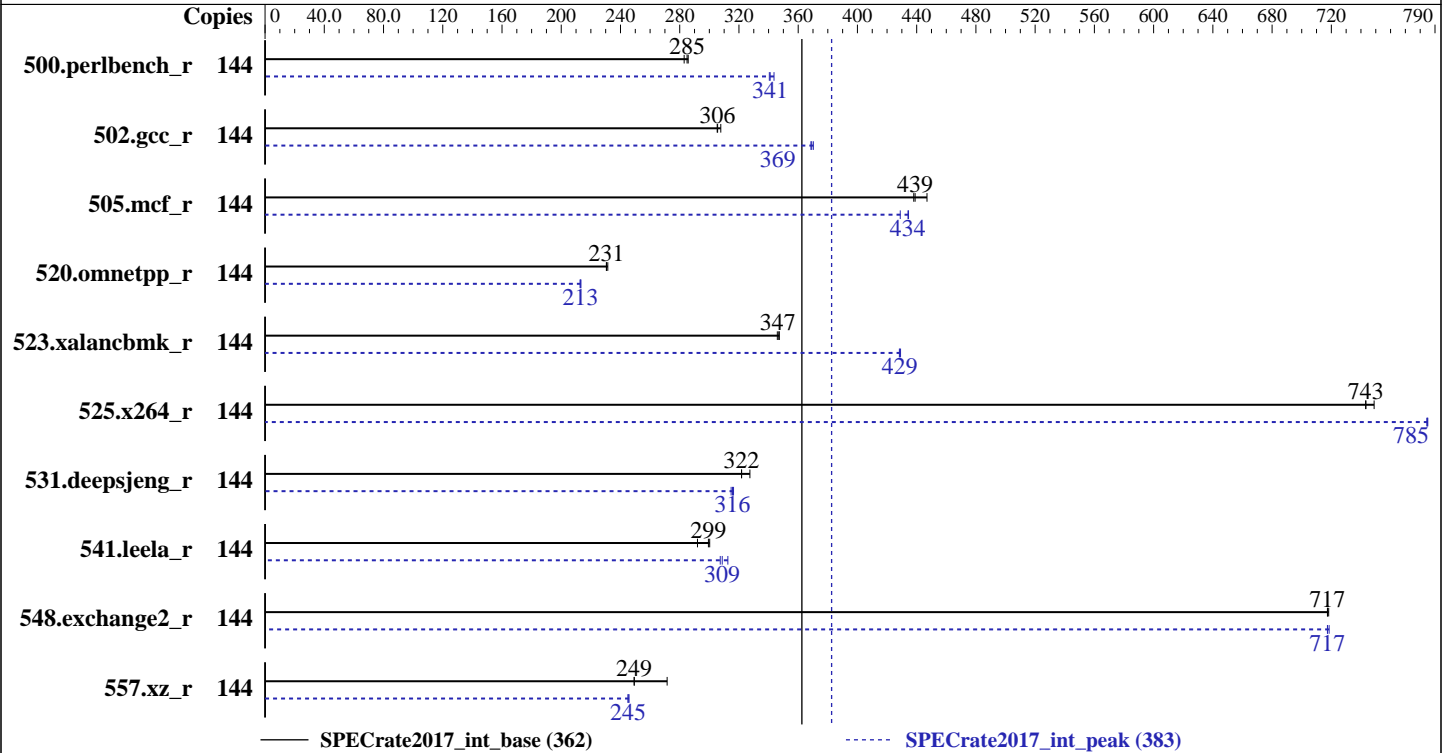 Copies 0 40.0 80.0 120 160 200 240 280 320 360 400 440 480 520 560 600 640 680 720 790
285
500.perlbench_r 144
341
306
502.gcc_r 144
369
439
505.mcf_r 144
434
231
520.omnetpp_r 144
213
347
523.xalancbmk_r 144
429
743
525.x264_r 144
785
322
531.deepsjeng_r 144
316
299
541.leela_r 144
309
717
548.exchange2_r 144
717
249
557.xz_r 144
245
SPECrate2017_int_base (362) SPECrate2017_int_peak (383)